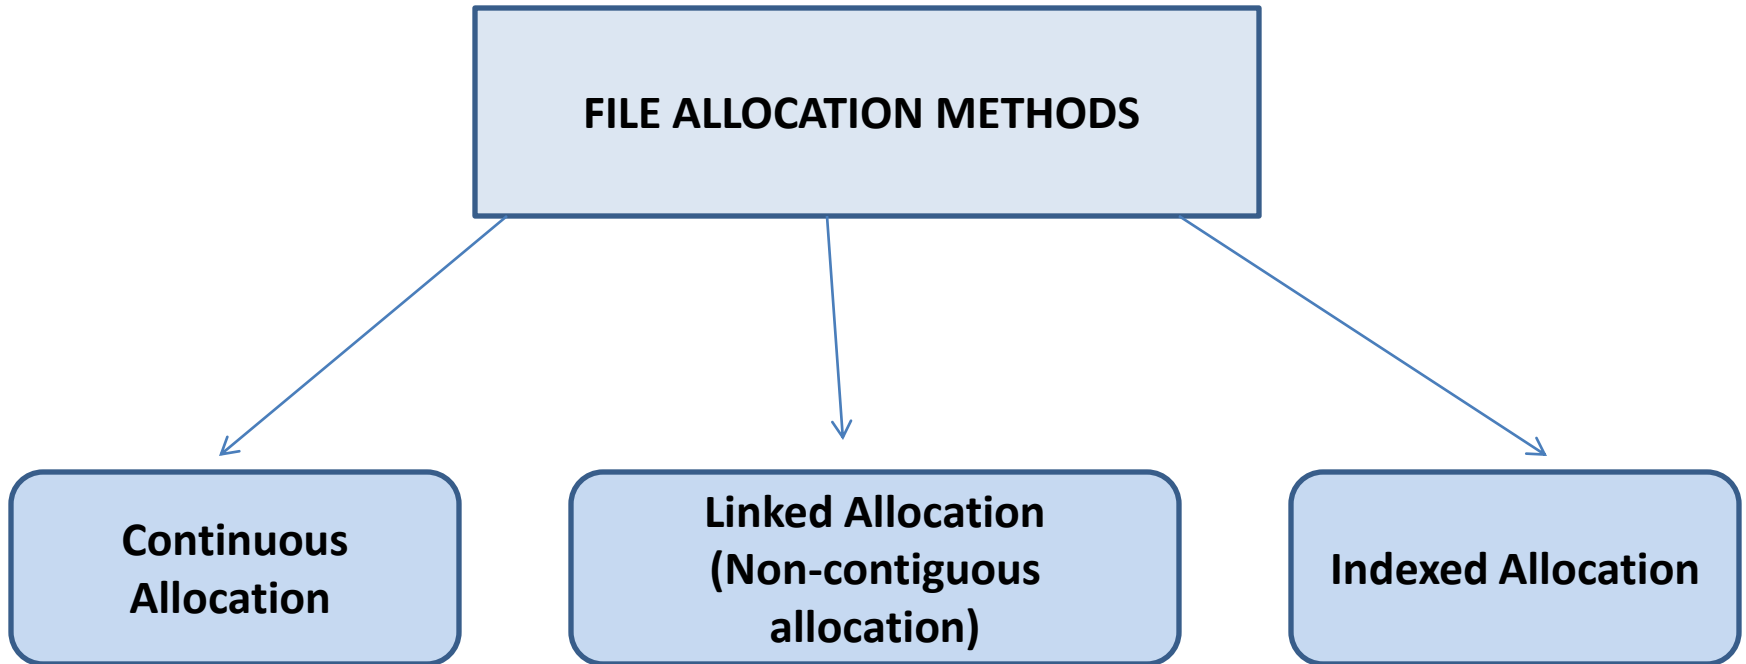 FILE ALLOCATION METHODS
Continuous
Allocation
Linked Allocation
(Non-contiguous
allocation)
Indexed Allocation